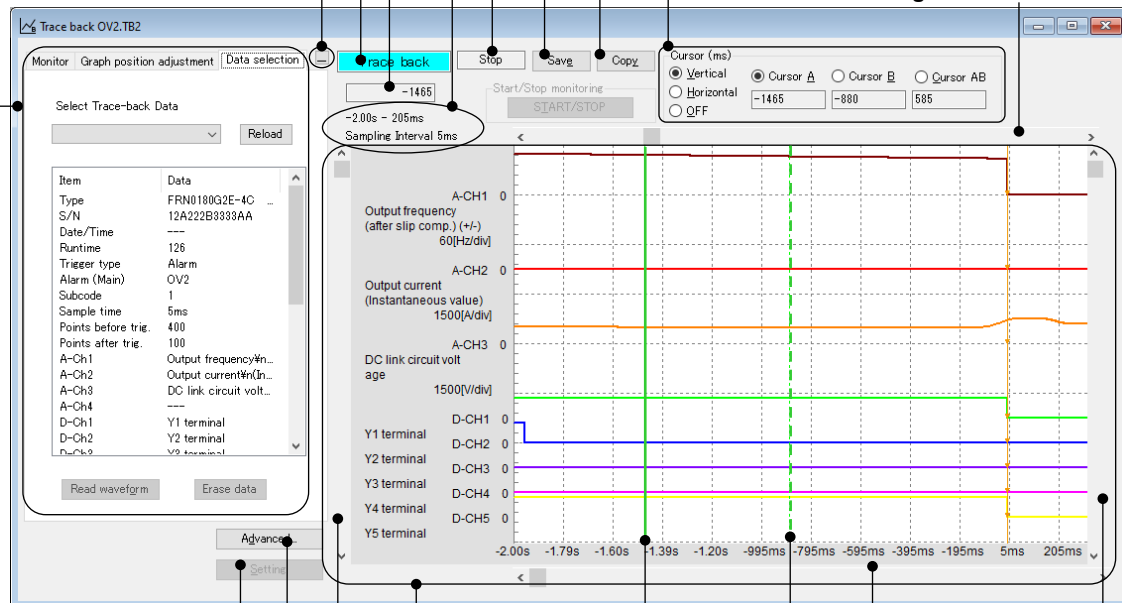 Trace back OV2.TB2
Monitor Graph position adjustment Data selection
Select Trace-back Data
Reload
Item Data
Type FRN0180G2E-4C ...
S/N 12A222B3333AA
Date/Time ---
Runtime 126
Trigger type Alarm
Alarm (Main) OV2
Subcode 1
Sample time 5ms
Points before trig. 400
Points after trig. 100
A-Ch1 Output frequency¥n...
A-Ch2 Output current¥n(In...
A-Ch3 DC link circuit volt...
A-Ch4 ---
D-Ch1 Y1 terminal
D-Ch2 Y2 terminal
D-Ch3 Y3 terminal
Read waveform Erase data
Advanced...
Setting
Trace back Stop Save Copy
-1465
Start/Stop monitoring
START/STOP
-2.00s - 205ms
Sampling Interval 5ms
Cursor (ms)
Vertical Cursor A Cursor B Cursor AB
Horizontal -1465 -880 585
OFF
A-CH1 0
Output frequency
(after slip comp.) (+/-)
60[Hz/div]
A-CH2 0
Output current
(Instantaneous value)
1500[A/div]
A-CH3 0
DC link circuit volt
age
1500[V/div]
D-CH1 0
Y1 terminal
D-CH2 0
Y2 terminal
D-CH3 0
Y3 terminal
D-CH4 0
Y4 terminal
D-CH5 0
Y5 terminal
-2.00s -1.79s -1.60s -1.39s -1.20s -995ms -795ms -595ms -395ms -195ms 5ms 205ms